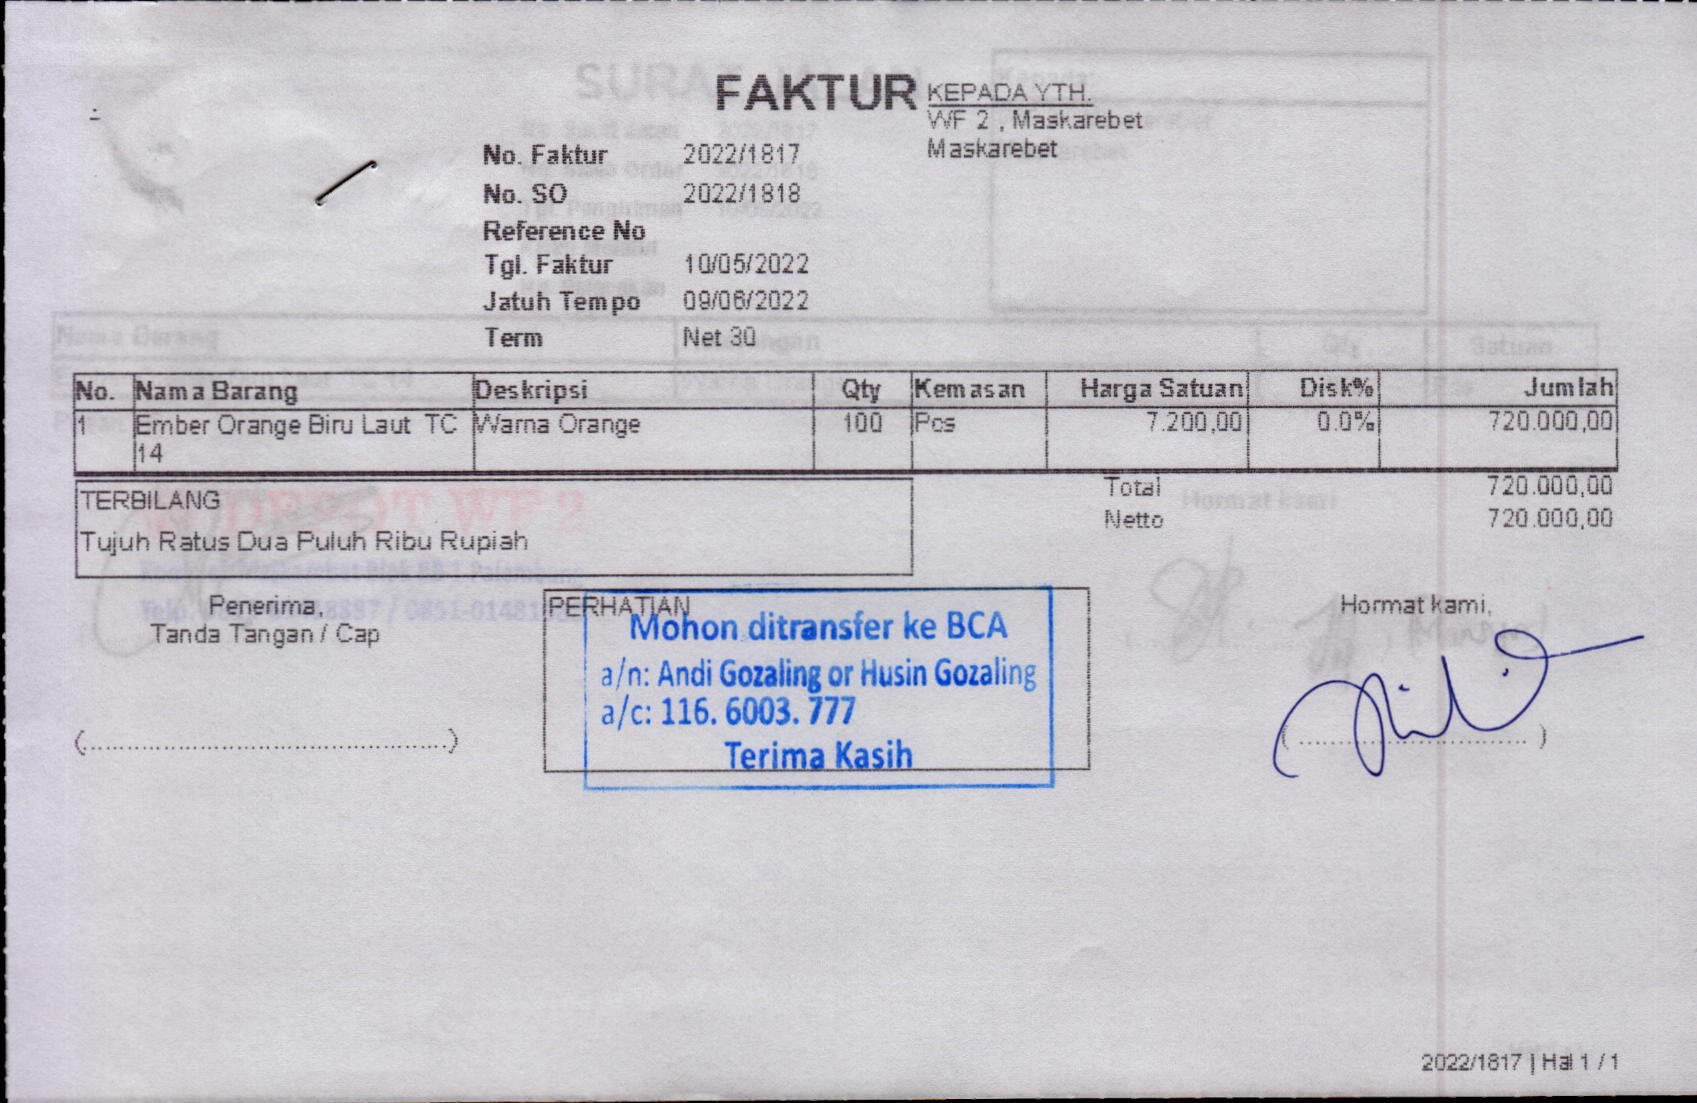 FAKTUR
KEPADA YTH.
WF 2 , Maskarebet
Maskarebet
No. Faktur 2022/1817
No. SO 2022/1818
Reference No
Tgl. Faktur 10/05/2022
Jatuh Tempo 09/06/2022
Term Net 30
No. Nama Barang Deskripsi Qty Kemasan Harga Satuan Disk% Jumlah
1 Ember Orange Biru Laut TC Warna Orange 100 Pcs 7.200,00 0.0% 720.000,00
14
TERBILANG
Tujuh Ratus Dua Puluh Ribu Rupiah
Total 720.000,00
Netto 720.000,00
Penerima,
Tanda Tangan / Cap
(..............................................)
PERHATIAN
Mohon ditransfer ke BCA
a/n: Andi Gozaling or Husin Gozaling
a/c: 116. 6003. 777
Terima Kasih
Hormat kami,
(..............................)
2022/1817 | Hal 1 / 1